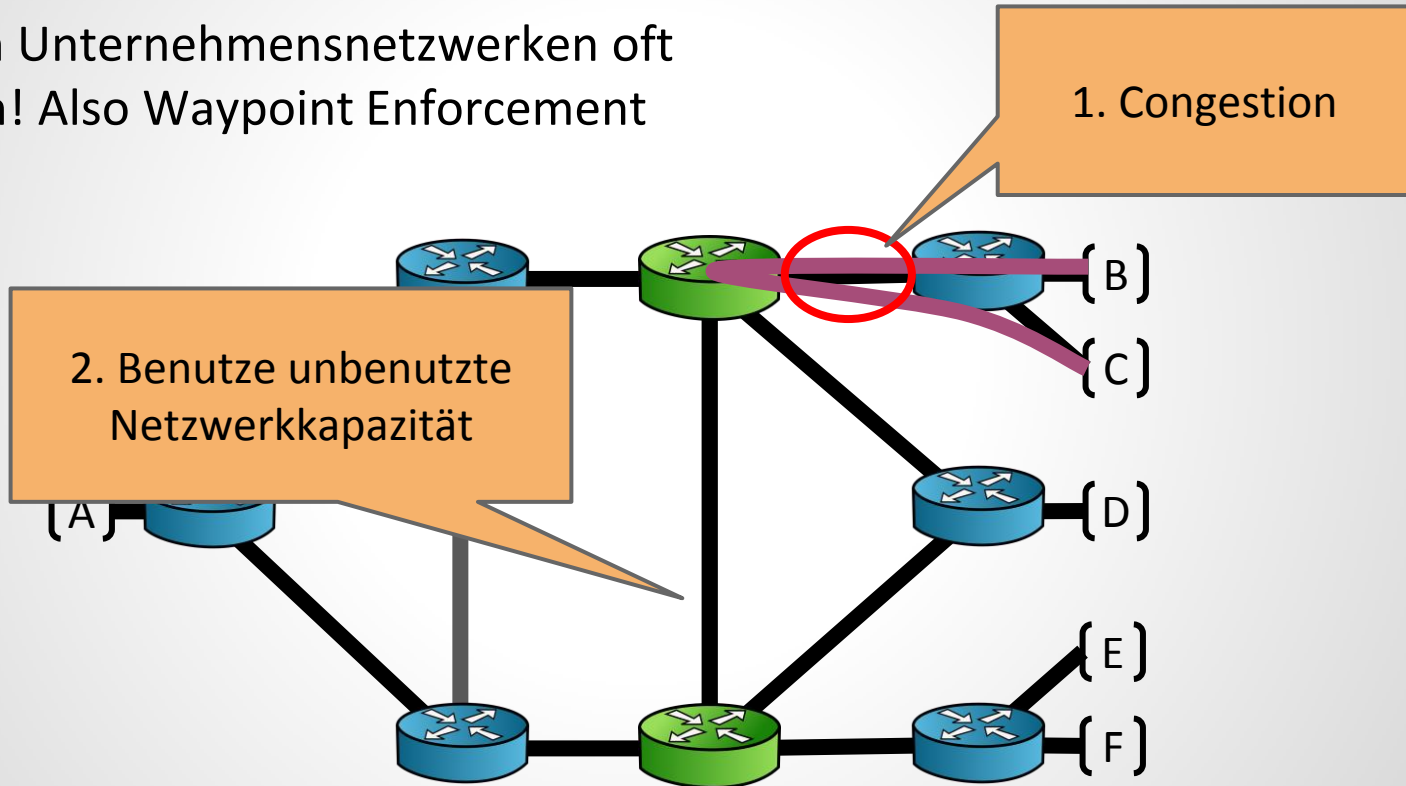 Unternehmensnetzwerken oft
! Also Waypoint Enforcement
1. Congestion
B
2. Benutze unbenutzte
Netzwerkkapazität
C
A
D
E
F